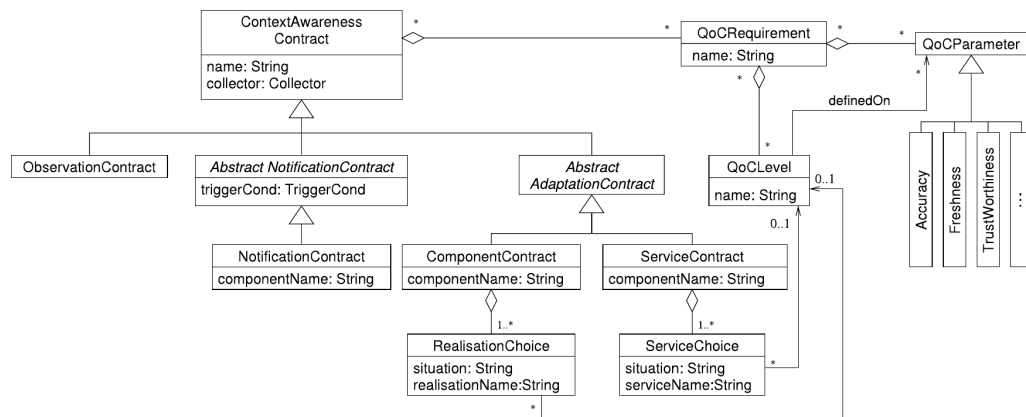 ContextAwareness
Contract
name: String
collector: Collector
*
*
QoCRequirement
name: String
*
*
*
QoCParameter
*
definedOn
ObservationContract
Abstract NotificationContract
triggerCond: TriggerCond
Abstract
AdaptationContract
*
QoCLevel
name: String
0..1
0..1
Accuracy
Freshness
TrustWorthiness
...
NotificationContract
componentName: String
ComponentContract
componentName: String
ServiceContract
componentName: String
1..*
1..*
RealisationChoice
situation: String
realisationName:String
ServiceChoice
situation: String
serviceName:String
*
*